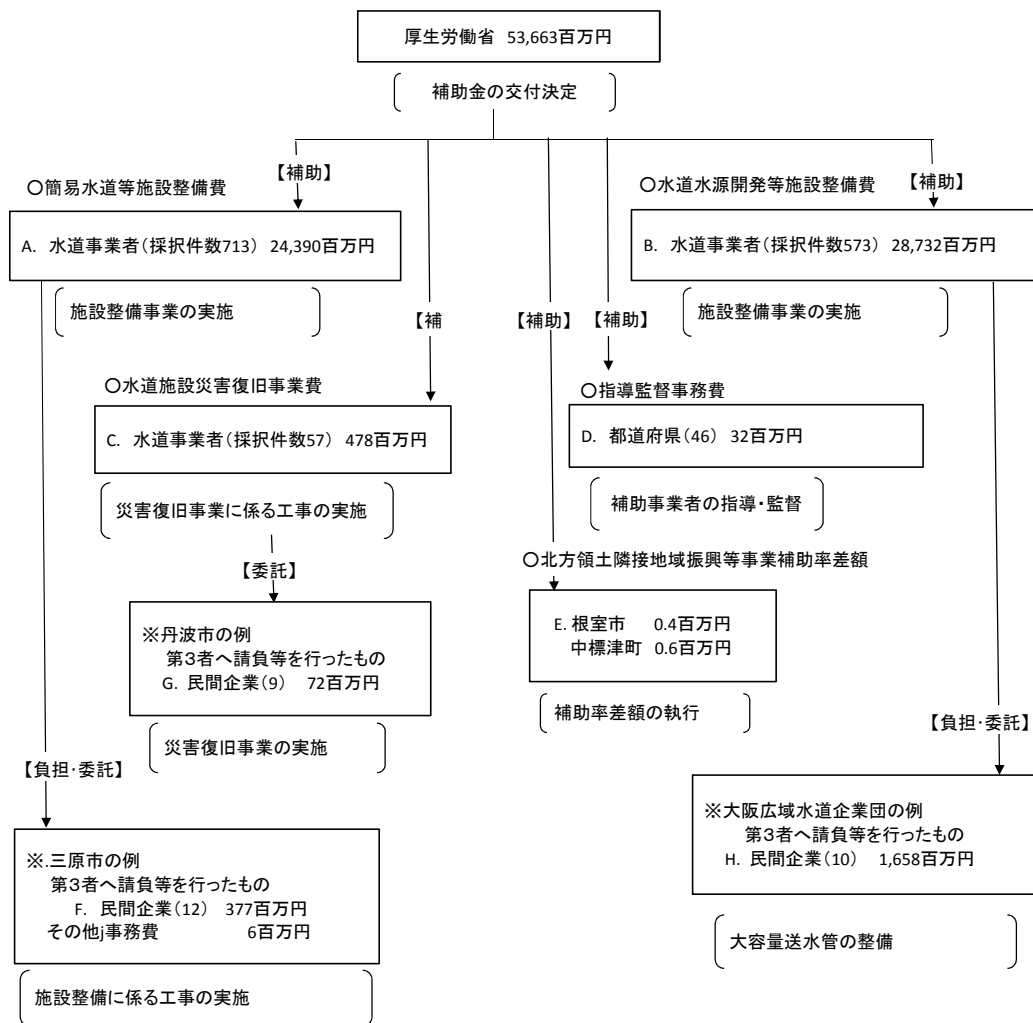 厚生労働省 53,663百万円
補助金の交付決定
【補助】
○簡易水道等施設整備費
A. 水道事業者(採択件数713) 24,390百万円
施設整備事業の実施
【補助】
○水道水源開発等施設整備費
B. 水道事業者(採択件数573) 28,732百万円
施設整備事業の実施
【補
【補助】
【補助】
○水道施設災害復旧事業費
C. 水道事業者(採択件数57) 478百万円
災害復旧事業に係る工事の実施
○指導監督事務費
D. 都道府県(46) 32百万円
補助事業者の指導・監督
【委託】
※丹波市の例
第3者へ請負等を行ったもの
G. 民間企業(9) 72百万円
災害復旧事業の実施
○北方領土隣接地域振興等事業補助率差額
E. 根室市 0.4百万円
中標津町 0.6百万円
補助率差額の執行
【負担・委託】
※.三原市の例
第3者へ請負等を行ったもの
F. 民間企業(12) 377百万円
その他j事務費 6百万円
施設整備に係る工事の実施
【負担・委託】
※大阪広域水道企業団の例
第3者へ請負等を行ったもの
H. 民間企業(10) 1,658百万円
大容量送水管の整備